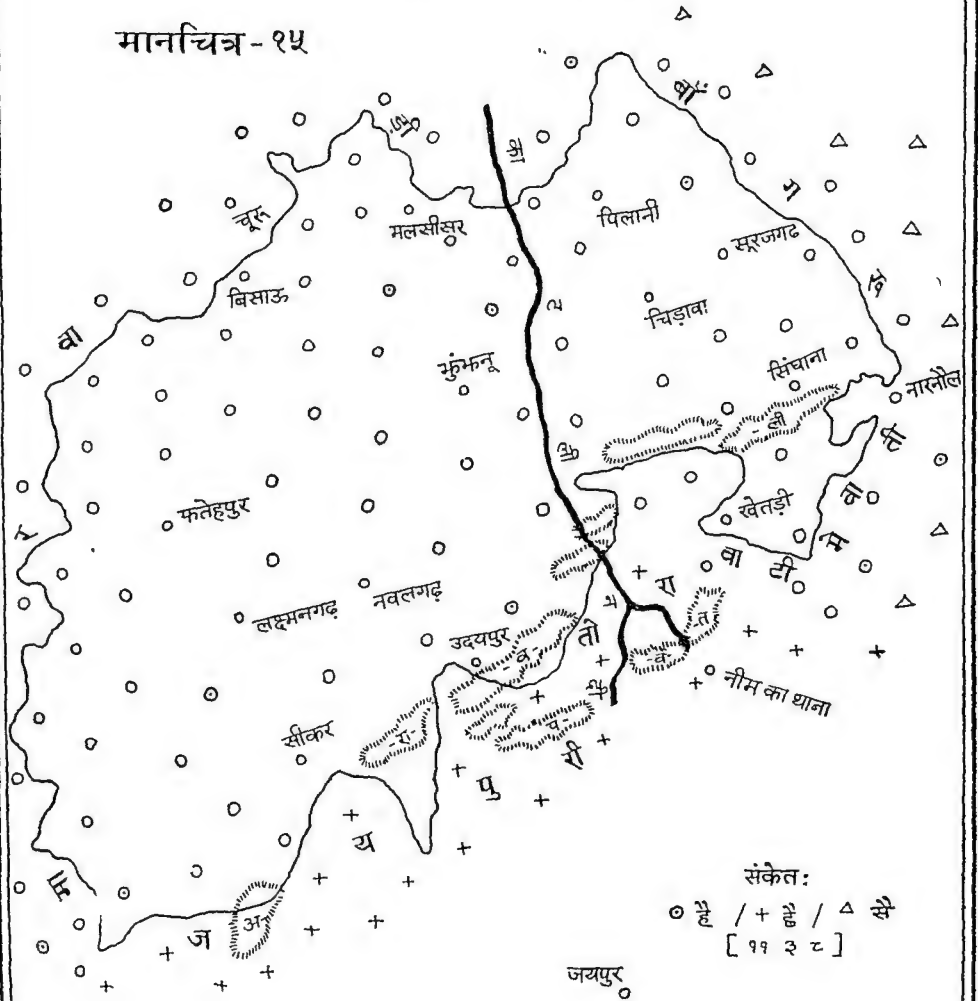 मानचित्र - १५
चूरू
मलसीसर
पिलानी
सूरजगढ
बिसाऊ
चिड़ावा
झुंझनू
सिंघाना
नारनौल
फतेहपुर
खेतड़ी
लक्ष्मनगढ़
नवलगढ़
उदयपुर
नीम का थाना
सीकर
जयपुर
मा र वा ड़ी
मे वा ती
तो रा वा टी
ज य पु री
अ -रा- -व- -ली-
-प- -व- -त-
संकेत:
⊙ है / + छै / △ सै
[ ११ ३ ८ ]